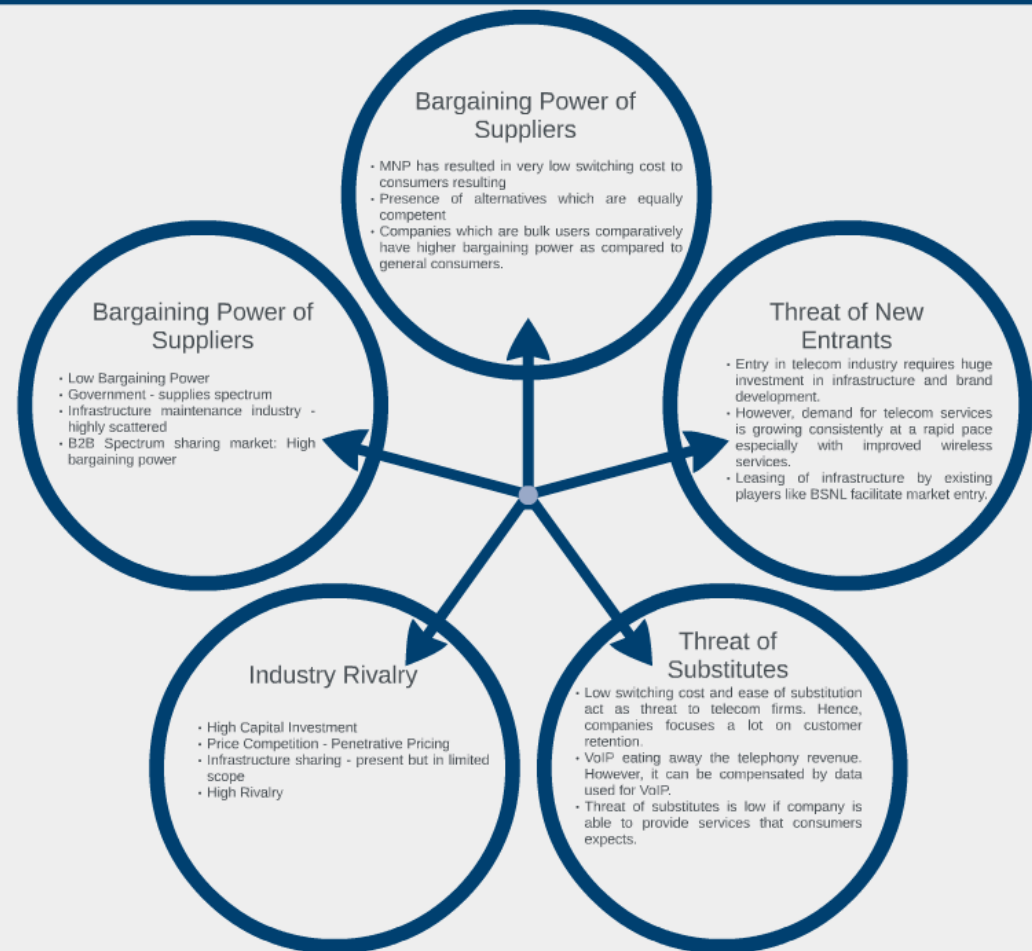 Bargaining Power of
Suppliers
• MNP has resulted in very low switching cost to
consumers resulting
• Presence of alternatives which are equally
competent
• Companies which are bulk users comparatively
have higher bargaining power as compared to
general consumers.
Bargaining Power of
Suppliers
• Low Bargaining Power
• Government - supplies spectrum
• Infrastructure maintenance industry -
highly scattered
• B2B Spectrum sharing market: High
bargaining power
Threat of New
Entrants
• Entry in telecom industry requires huge
investment in infrastructure and brand
development.
• However, demand for telecom services
is growing consistently at a rapid pace
especially with improved wireless
services.
• Leasing of infrastructure by existing
players like BSNL facilitate market entry.
Industry Rivalry
• High Capital Investment
• Price Competition - Penetrative Pricing
• Infrastructure sharing - present but in limited
scope
• High Rivalry
Threat of
Substitutes
• Low switching cost and ease of substitution
act as threat to telecom firms. Hence,
companies focuses a lot on customer
retention.
• VoIP eating away the telephony revenue.
However, it can be compensated by data
used for VoIP.
• Threat of substitutes is low if company is
able to provide services that consumers
expects.